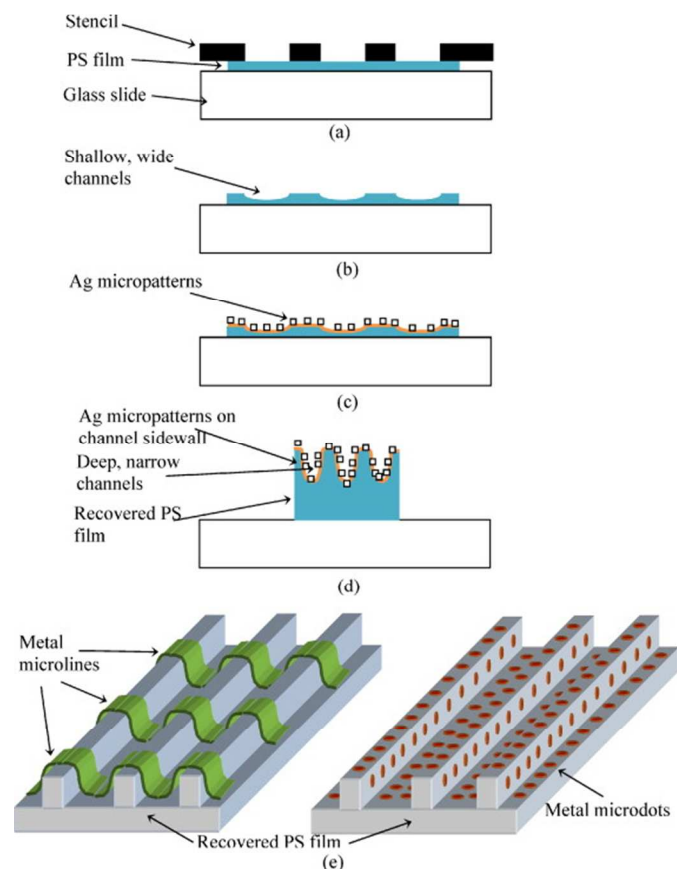 Stencil
PS film
Glass slide
(a)
Shallow, wide
channels
(b)
Ag micropatterns
(c)
Ag micropatterns on
channel sidewall
Deep, narrow
channels
Recovered PS
film
(d)
Metal
microlines
Metal microdots
Recovered PS film
(e)